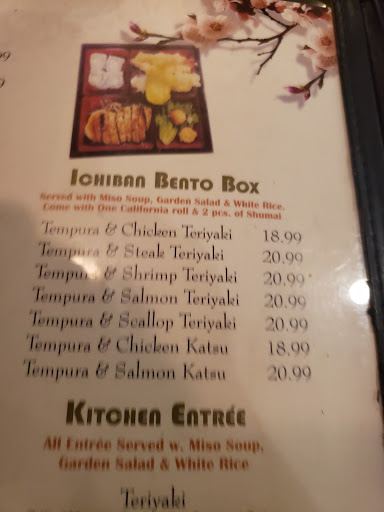 99
9
Ichiban Bento Box
Served with Miso Soup, Garden Salad & White Rice,
Come with One California roll & 2 pcs. of Shumai
Tempura & Chicken Teriyaki 18.99
Tempura & Steak Teriyaki 20.99
Tempura & Shrimp Teriyaki 20.99
Tempura & Salmon Teriyaki 20.99
Tempura & Scallop Teriyaki 20.99
Tempura & Chicken Katsu 18.99
Tempura & Salmon Katsu 20.99
Kitchen Entrée
All Entrée Served w. Miso Soup,
Garden Salad & White Rice
Teriyaki